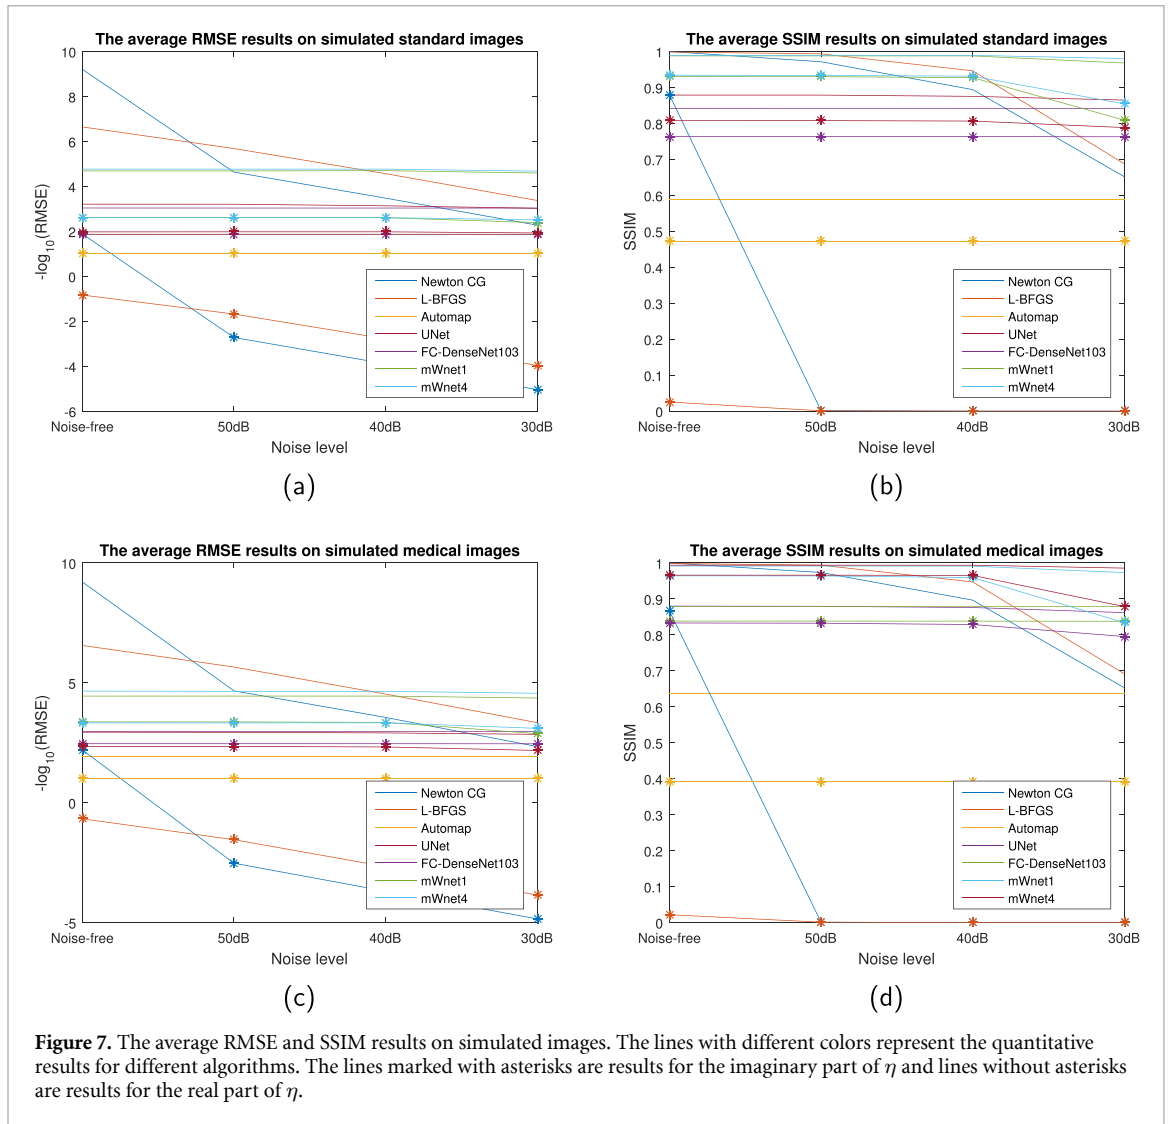 The average RMSE results on simulated standard images
10
8
6
4
2
0
-2
-4
-6
-log10(RMSE)
Newton CG
L-BFGS
Automap
UNet
FC-DenseNet103
mWnet1
mWnet4
Noise-free 50dB 40dB 30dB
Noise level
(a)
The average SSIM results on simulated standard images
1
0.9
0.8
0.7
0.6
0.5
0.4
0.3
0.2
0.1
0
SSIM
Newton CG
L-BFGS
Automap
UNet
FC-DenseNet103
mWnet1
mWnet4
Noise-free 50dB 40dB 30dB
Noise level
(b)
The average RMSE results on simulated medical images
10
5
0
-5
-log10(RMSE)
Newton CG
L-BFGS
Automap
UNet
FC-DenseNet103
mWnet1
mWnet4
Noise-free 50dB 40dB 30dB
Noise level
(c)
The average SSIM results on simulated medical images
1
0.9
0.8
0.7
0.6
0.5
0.4
0.3
0.2
0.1
0
SSIM
Newton CG
L-BFGS
Automap
UNet
FC-DenseNet103
mWnet1
mWnet4
Noise-free 50dB 40dB 30dB
Noise level
(d)
Figure 7. The average RMSE and SSIM results on simulated images. The lines with different colors represent the quantitative
results for different algorithms. The lines marked with asterisks are results for the imaginary part of η and lines without asterisks
are results for the real part of η.